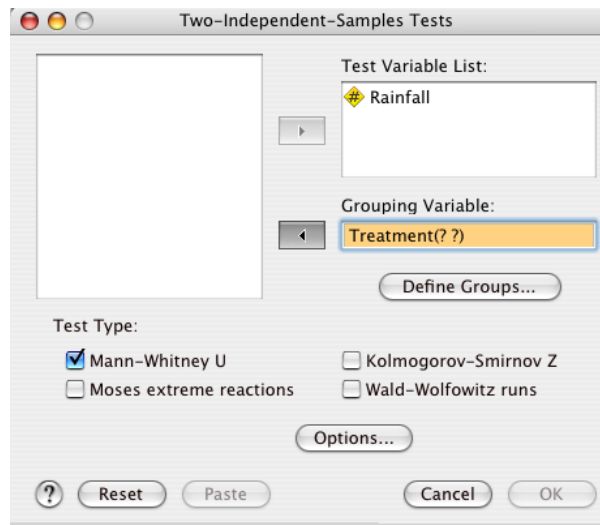 Two-Independent-Samples Tests
Test Variable List:
# Rainfall
Grouping Variable:
Treatment(? ?)
Define Groups...
Test Type:
Mann-Whitney U
Kolmogorov-Smirnov Z
Moses extreme reactions
Wald-Wolfowitz runs
Options...
?
Reset
Paste
Cancel
OK